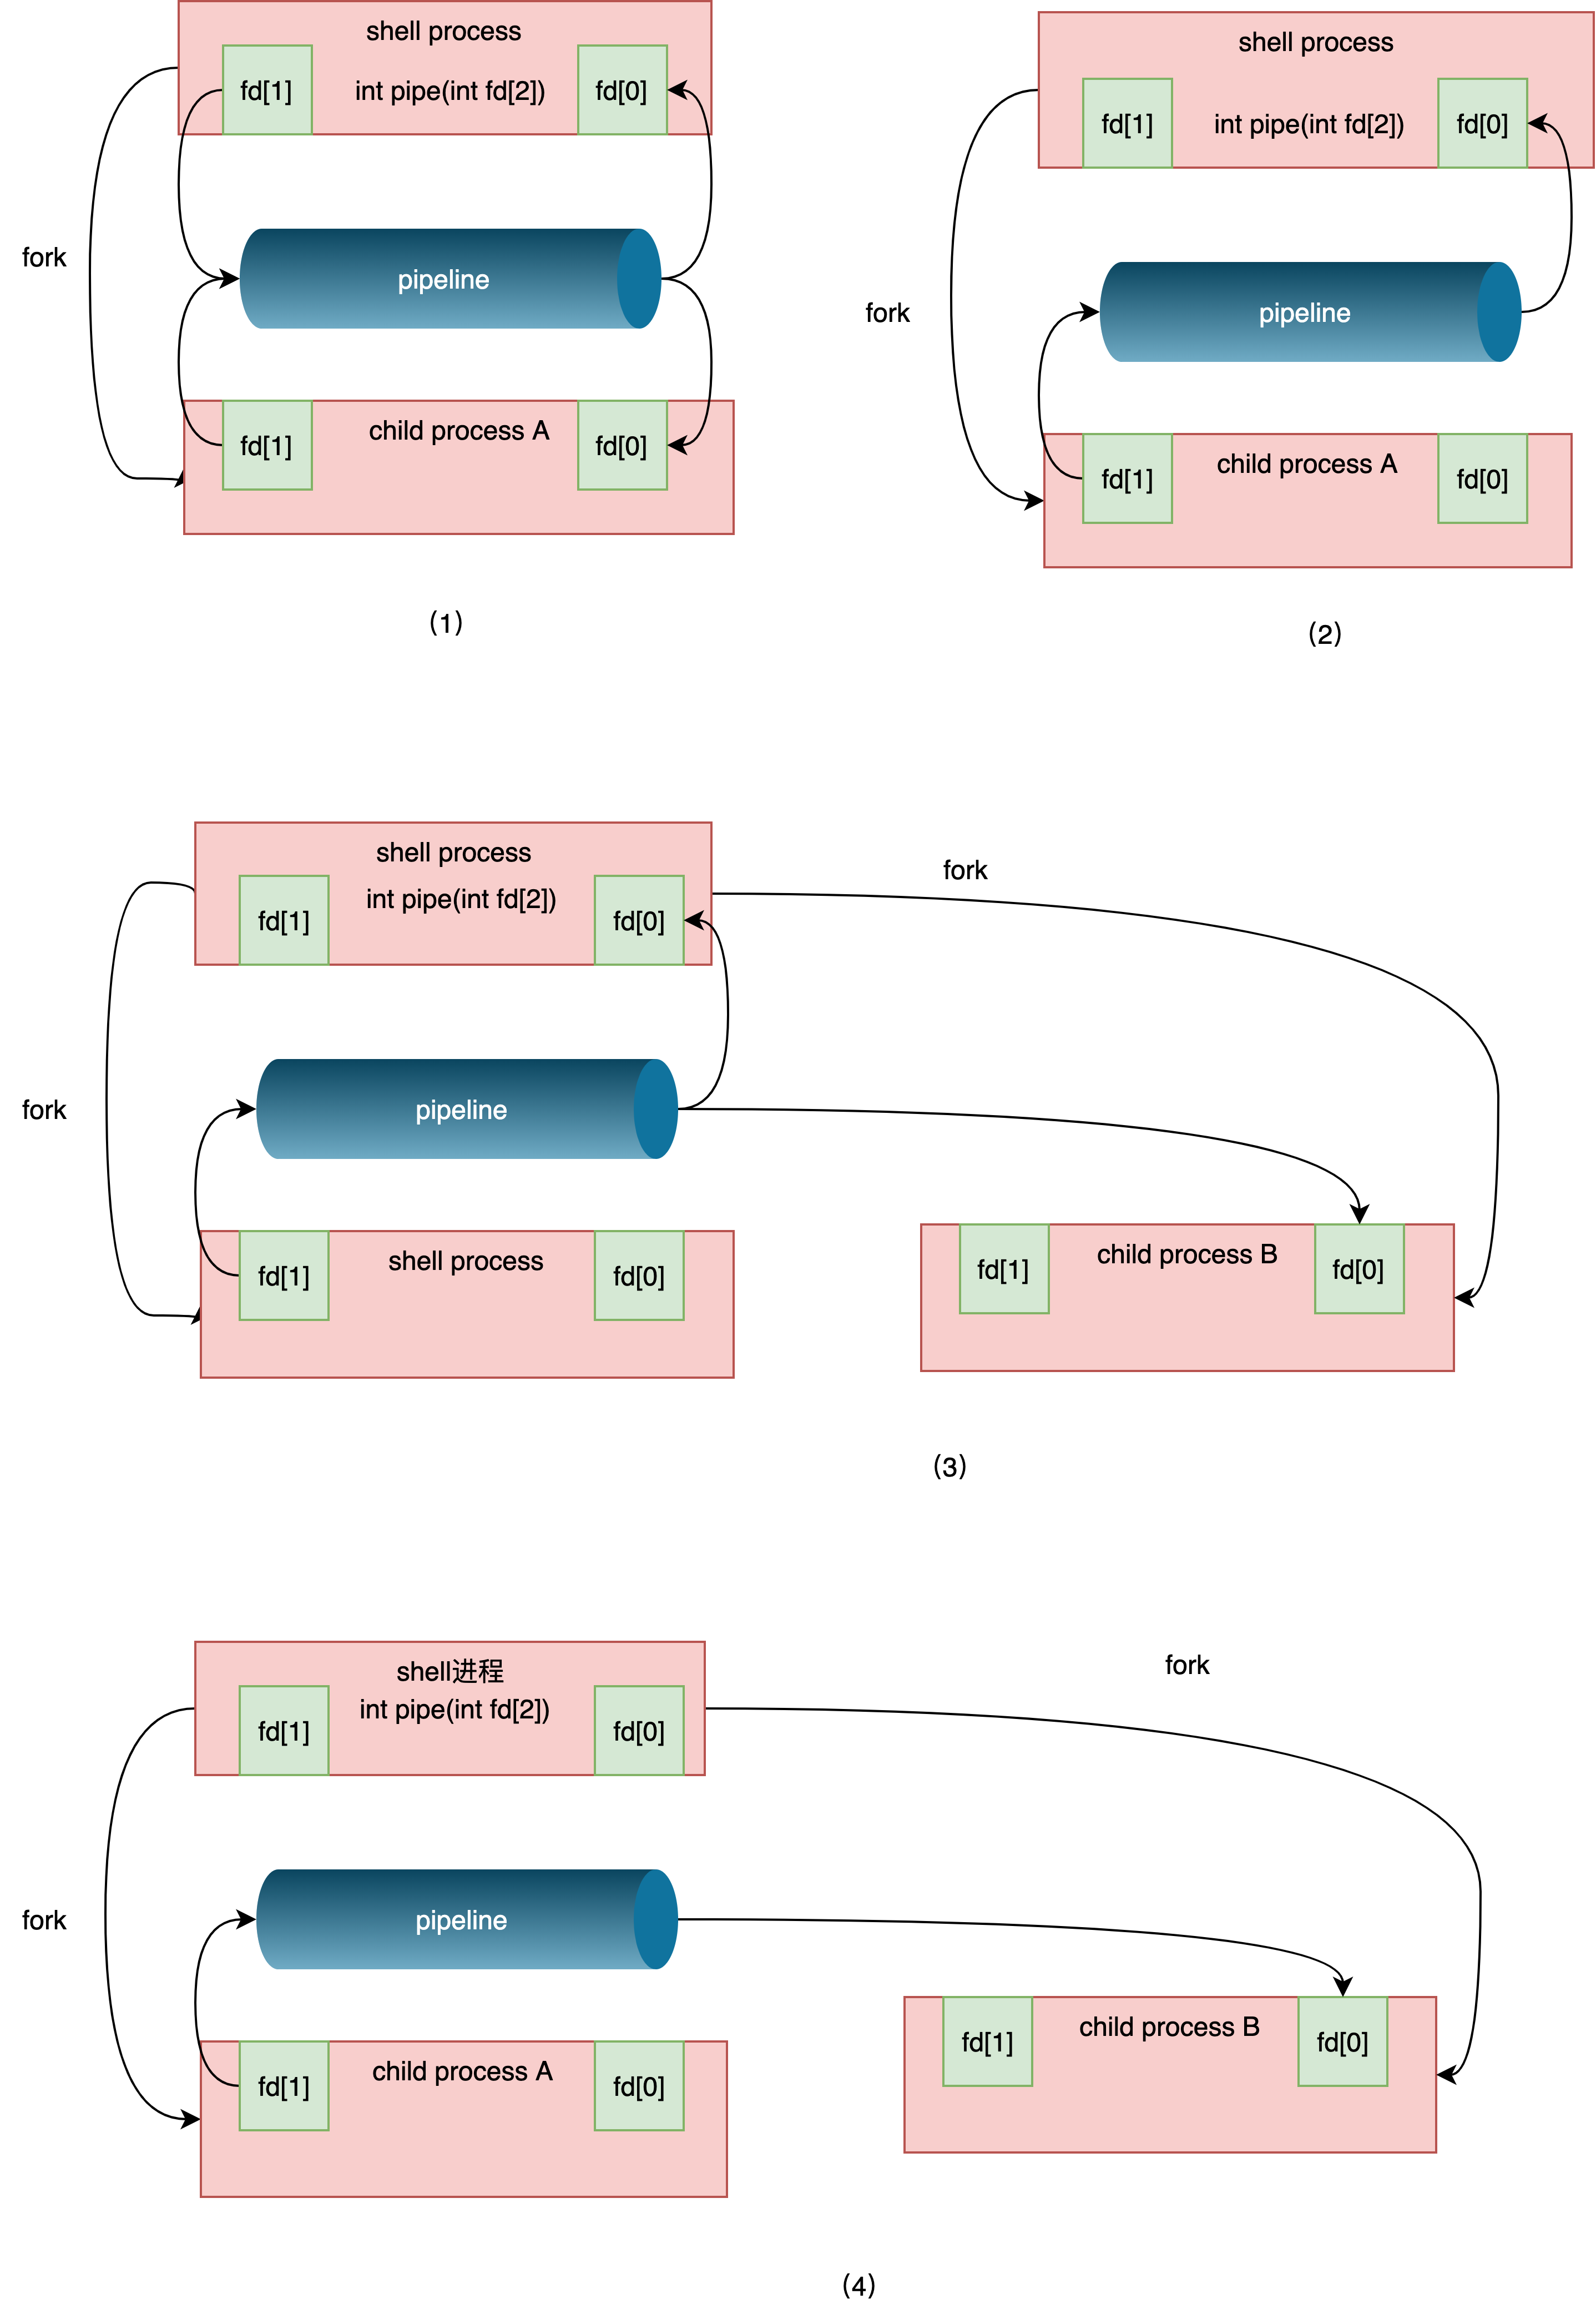 shell process
fd[1]
int pipe(int fd[2])
fd[0]
fork
pipeline
fd[1]
child process A
fd[0]
(1)
shell process
fd[1]
int pipe(int fd[2])
fd[0]
fork
pipeline
fd[1]
child process A
fd[0]
(2)
shell process
fd[1]
int pipe(int fd[2])
fd[0]
fork
fork
pipeline
fd[1]
shell process
fd[0]
fd[1]
child process B
fd[0]
(3)
shell进程
fd[1]
int pipe(int fd[2])
fd[0]
fork
fork
pipeline
fd[1]
child process A
fd[0]
fd[1]
child process B
fd[0]
(4)